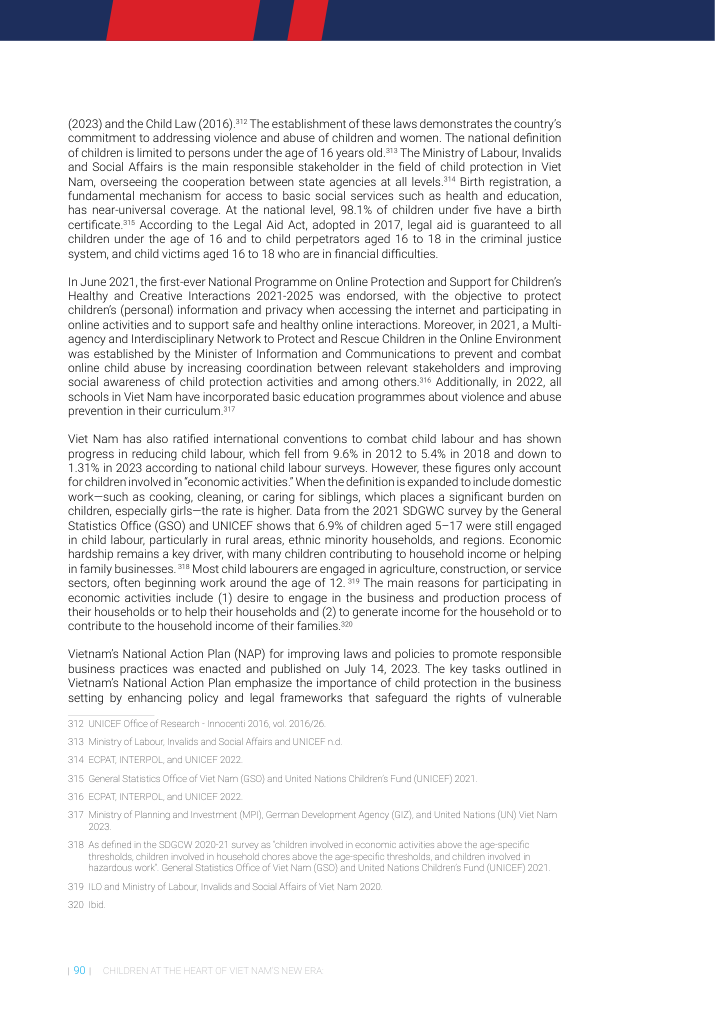 (2023) and the Child Law (2016).312 The establishment of these laws demonstrates the country's
commitment to addressing violence and abuse of children and women. The national definition
of children is limited to persons under the age of 16 years old.313 The Ministry of Labour, Invalids
and Social Affairs is the main responsible stakeholder in the field of child protection in Viet
Nam, overseeing the cooperation between state agencies at all levels.314 Birth registration, a
fundamental mechanism for access to basic social services such as health and education,
has near-universal coverage. At the national level, 98.1% of children under five have a birth
certificate.315 According to the Legal Aid Act, adopted in 2017, legal aid is guaranteed to all
children under the age of 16 and to child perpetrators aged 16 to 18 in the criminal justice
system, and child victims aged 16 to 18 who are in financial difficulties.
In June 2021, the first-ever National Programme on Online Protection and Support for Children's
Healthy and Creative Interactions 2021-2025 was endorsed, with the objective to protect
children's (personal) information and privacy when accessing the internet and participating in
online activities and to support safe and healthy online interactions. Moreover, in 2021, a Multi-
agency and Interdisciplinary Network to Protect and Rescue Children in the Online Environment
was established by the Minister of Information and Communications to prevent and combat
online child abuse by increasing coordination between relevant stakeholders and improving
social awareness of child protection activities and among others.316 Additionally, in 2022, all
schools in Viet Nam have incorporated basic education programmes about violence and abuse
prevention in their curriculum.317
Viet Nam has also ratified international conventions to combat child labour and has shown
progress in reducing child labour, which fell from 9.6% in 2012 to 5.4% in 2018 and down to
1.31% in 2023 according to national child labour surveys. However, these figures only account
for children involved in "economic activities." When the definition is expanded to include domestic
work—such as cooking, cleaning, or caring for siblings, which places a significant burden on
children, especially girls—the rate is higher. Data from the 2021 SDGWC survey by the General
Statistics Office (GSO) and UNICEF shows that 6.9% of children aged 5–17 were still engaged
in child labour, particularly in rural areas, ethnic minority households, and regions. Economic
hardship remains a key driver, with many children contributing to household income or helping
in family businesses. 318 Most child labourers are engaged in agriculture, construction, or service
sectors, often beginning work around the age of 12. 319 The main reasons for participating in
economic activities include (1) desire to engage in the business and production process of
their households or to help their households and (2) to generate income for the household or to
contribute to the household income of their families.320
Vietnam's National Action Plan (NAP) for improving laws and policies to promote responsible
business practices was enacted and published on July 14, 2023. The key tasks outlined in
Vietnam's National Action Plan emphasize the importance of child protection in the business
setting by enhancing policy and legal frameworks that safeguard the rights of vulnerable
312 UNICEF Office of Research - Innocenti 2016, vol. 2016/26.
313 Ministry of Labour, Invalids and Social Affairs and UNICEF n.d.
314 ECPAT, INTERPOL, and UNICEF 2022.
315 General Statistics Office of Viet Nam (GSO) and United Nations Children's Fund (UNICEF) 2021.
316 ECPAT, INTERPOL, and UNICEF 2022.
317 Ministry of Planning and Investment (MPI), German Development Agency (GIZ), and United Nations (UN) Viet Nam
2023.
318 As defined in the SDGCW 2020-21 survey as "children involved in economic activities above the age-specific
thresholds, children involved in household chores above the age-specific thresholds, and children involved in
hazardous work". General Statistics Office of Viet Nam (GSO) and United Nations Children's Fund (UNICEF) 2021.
319 ILO and Ministry of Labour, Invalids and Social Affairs of Viet Nam 2020.
320 Ibid.
| 90 | CHILDREN AT THE HEART OF VIET NAM'S NEW ERA